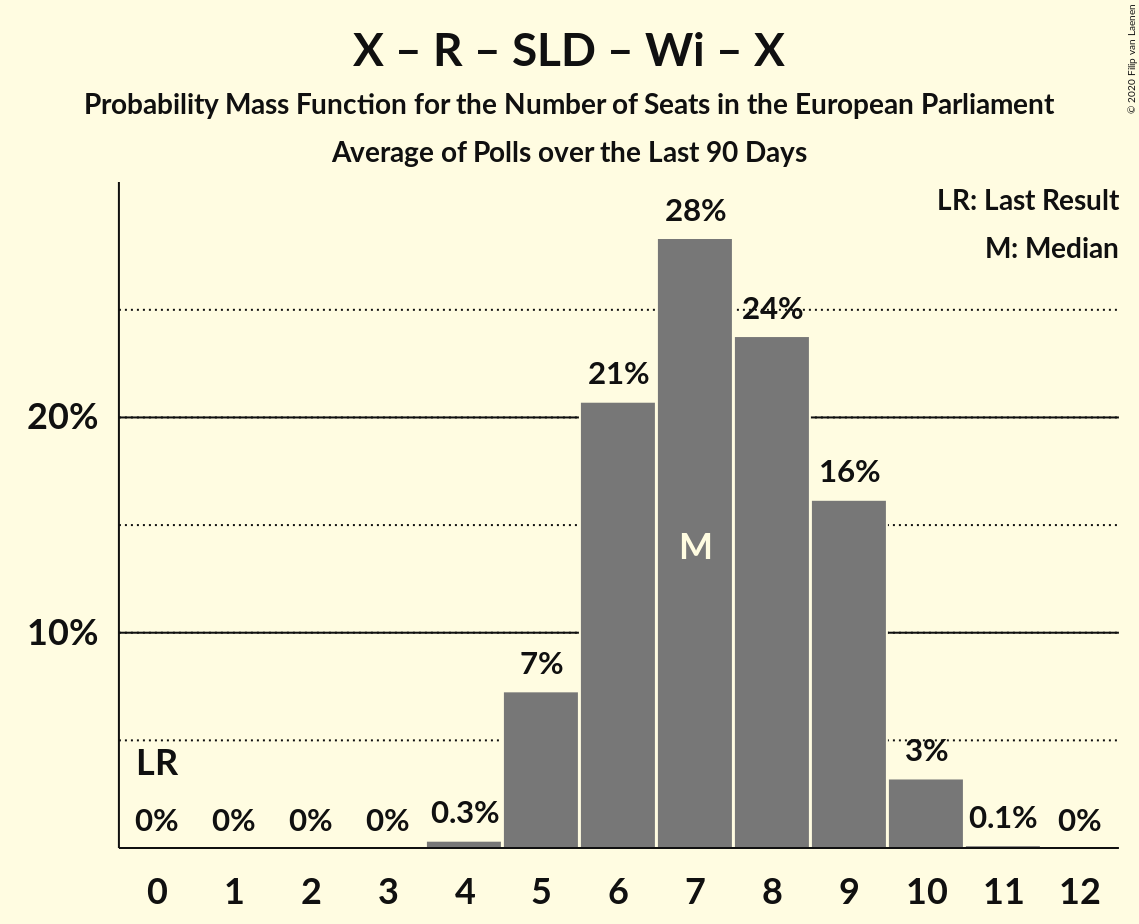 X – R – SLD – Wi – X
Probability Mass Function for the Number of Seats in the European Parliament
Average of Polls over the Last 90 Days
© 2020 Filip van Laenen
LR: Last Result
M: Median
28%
24%
21%
20%
16%
M
10%
7%
LR
3%
0% 0% 0% 0% 0.3% 0.1% 0%
0 1 2 3 4 5 6 7 8 9 10 11 12